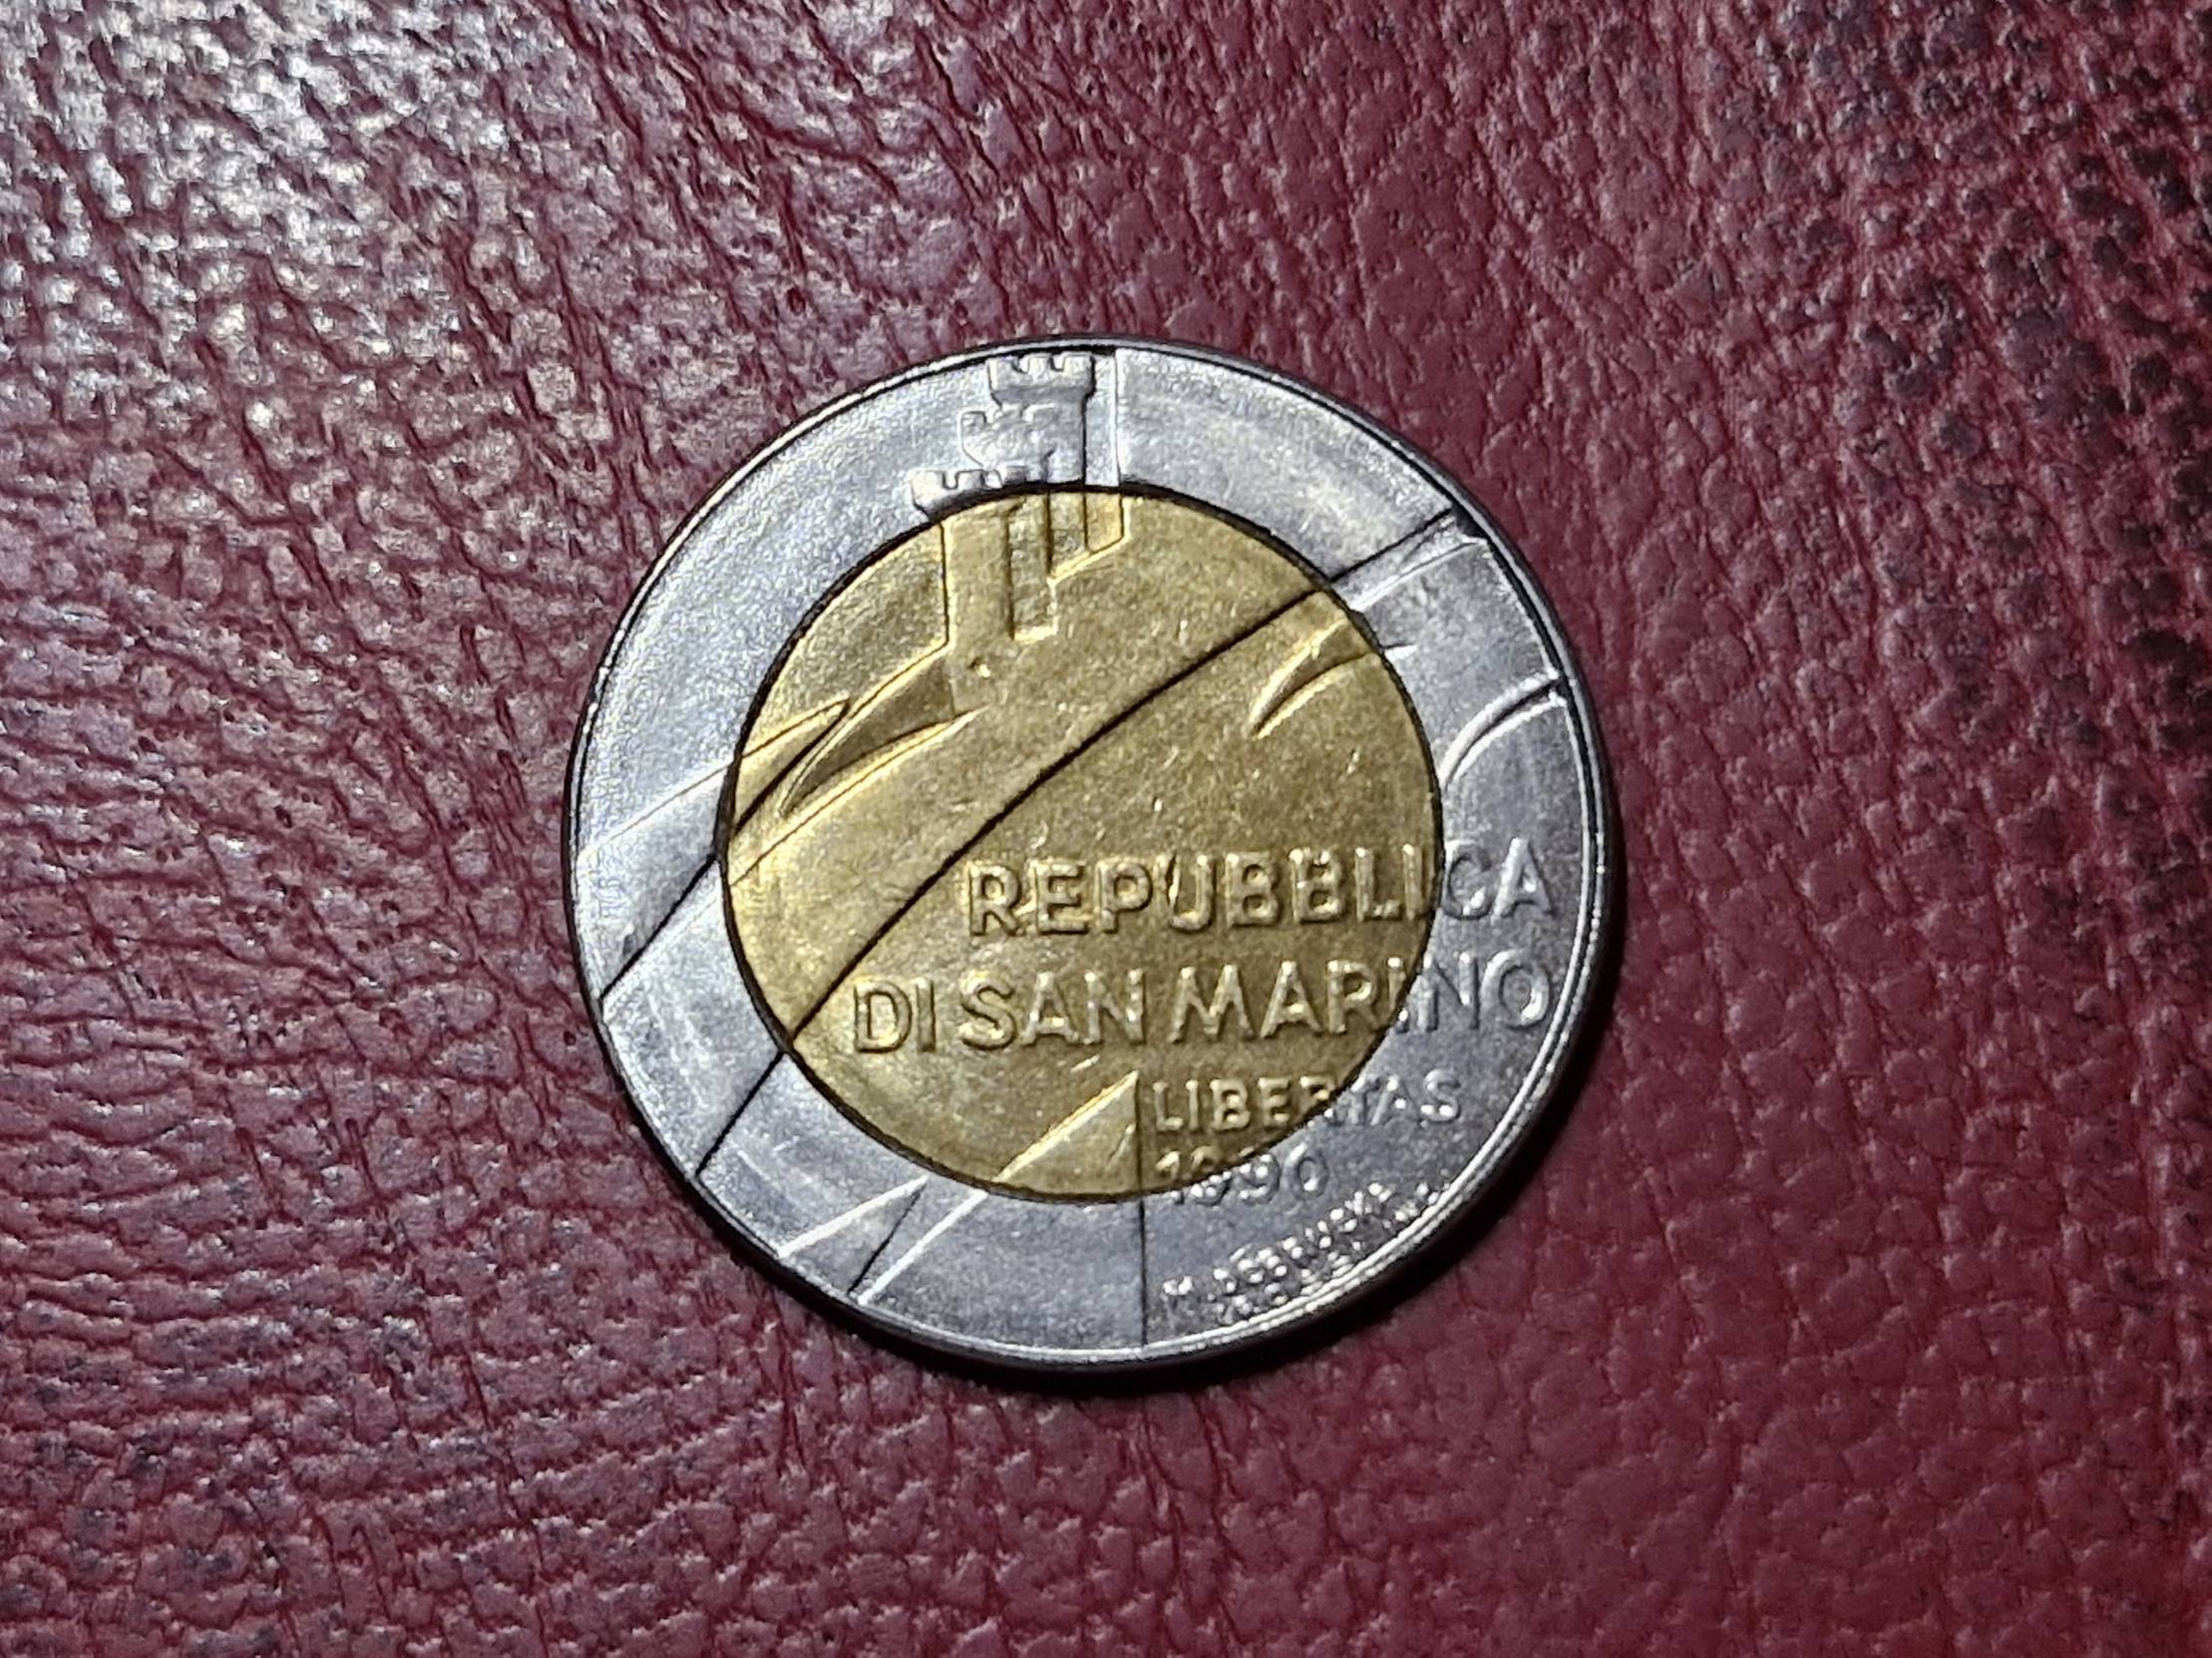 REPUBBLICA
DI SAN MARINO
LIBERTAS
1990